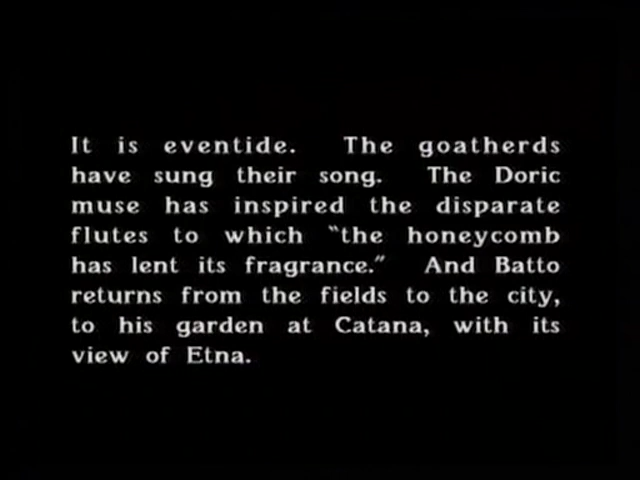 It is eventide. The goatherds
have sung their song. The Doric
muse has inspired the disparate
flutes to which "the honeycomb
has lent its fragrance." And Batto
returns from the fields to the city,
to his garden at Catana, with its
view of Etna.